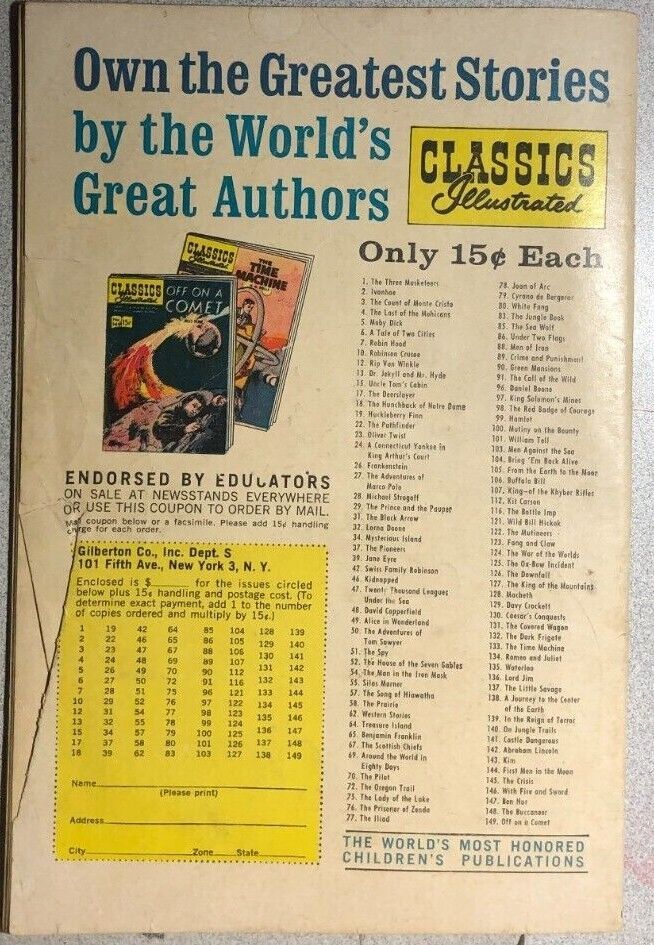 Own the Greatest Stories
by the World's
Great Authors
CLASSICS
Illustrated
CLASSICS
Illustrated
THE
TIME
MACHINE
CLASSICS
Illustrated
15¢
OFF ON A
COMET
Only 15¢ Each
1. The Three Musketeers
2. Ivanhoe
3. The Count of Monte Cristo
4. The Last of the Mohicans
5. Moby Dick
6. A Tale of Two Cities
7. Robin Hood
10. Robinson Crusoe
12. Rip Van Winkle
13. Dr. Jekyll and Mr. Hyde
15. Uncle Tom's Cabin
17. The Deerslayer
18. The Hunchback of Notre Dame
19. Huckleberry Finn
22. The Pathfinder
23. Oliver Twist
24. A Connecticut Yankee in
King Arthur's Court
26. Frankenstein
27. The Adventures of
Marco Polo
28. Michael Strogoff
29. The Prince and the Pauper
31. The Black Arrow
32. Lorna Doone
34. Mysterious Island
37. The Pioneers
39. Jane Eyre
42. Swiss Family Robinson
46. Kidnapped
47. Twenty Thousand Leagues
Under the Sea
48. David Copperfield
49. Alice in Wonderland
50. The Adventures of
Tom Sawyer
51. The Spy
52. The House of the Seven Gables
54. The Man in the Iron Mask
55. Silas Marner
57. The Song of Hiawatha
58. The Prairie
62. Western Stories
64. Treasure Island
65. Benjamin Franklin
67. The Scottish Chiefs
69. Around the World in
Eighty Days
70. The Pilot
72. The Oregon Trail
75. The Lady of the Lake
76. The Prisoner of Zenda
77. The Iliad
78. Joan of Arc
79. Cyrano de Bergerac
80. White Fang
83. The Jungle Book
85. The Sea Wolf
86. Under Two Flags
88. Men of Iron
89. Crime and Punishment
90. Green Mansions
91. The Call of the Wild
96. Daniel Boone
97. King Solomon's Mines
98. The Red Badge of Courage
99. Hamlet
100. Mutiny on the Bounty
101. William Tell
103. Men Against the Sea
104. Bring 'Em Back Alive
105. From the Earth to the Moon
106. Buffalo Bill
107. King—of the Khyber Rifles
112. Kit Carson
116. The Bottle Imp
121. Wild Bill Hickok
122. The Mutineers
123. Fang and Claw
124. The War of the Worlds
125. The Ox-Bow Incident
126. The Downfall
127. The King of the Mountains
128. Macbeth
129. Davy Crockett
130. Caesar's Conquests
131. The Covered Wagon
132. The Dark Frigate
133. The Time Machine
134. Romeo and Juliet
135. Waterloo
136. Lord Jim
137. The Little Savage
138. A Journey to the Center
of the Earth
139. In the Reign of Terror
140. On Jungle Trails
141. Castle Dangerous
142. Abraham Lincoln
143. Kim
144. First Men in the Moon
145. The Crisis
146. With Fire and Sword
147. Ben Hur
148. The Buccaneer
149. Off on a Comet
ENDORSED BY EDUCATORS
ON SALE AT NEWSSTANDS EVERYWHERE
OR USE THIS COUPON TO ORDER BY MAIL.
coupon below or a facsimile. Please add 15¢ handling
charge for each order.
Gilberton Co., Inc. Dept. S
101 Fifth Ave., New York 3, N. Y.
Enclosed is $______ for the issues circled
below plus 15¢ handling and postage cost. (To
determine exact payment, add 1 to the number
of copies ordered and multiply by 15¢.)
1 19 42 64 85 104 128 139
2 22 46 65 86 105 129 140
3 23 47 67 88 106 130 141
4 24 48 69 89 107 131 142
5 26 49 70 90 112 132 143
6 27 50 72 91 116 133 144
7 28 51 75 96 121 134 145
10 29 52 76 97 122 135 146
12 31 54 77 98 123 136 147
13 32 55 78 99 124 137 148
15 34 57 79 100 125 138 149
17 37 58 80 101 126
18 39 62 83 103 127
Name
(Please print)
Address
City Zone State
THE WORLD'S MOST HONORED
CHILDREN'S PUBLICATIONS